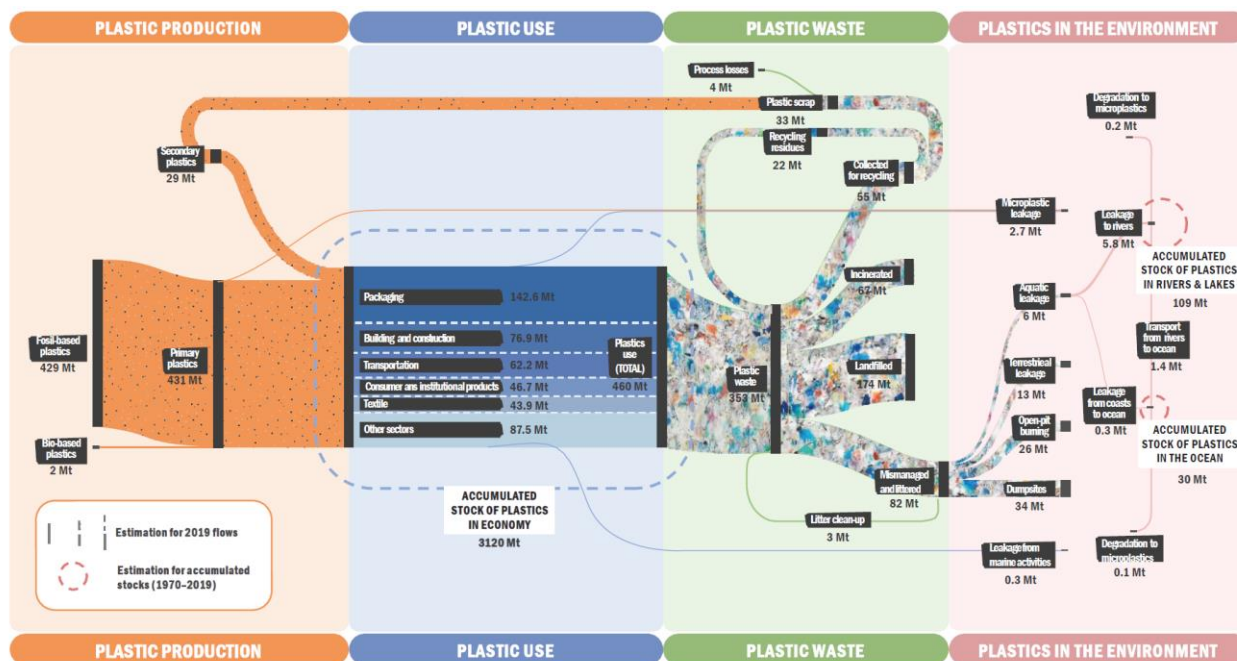 PLASTIC PRODUCTION
PLASTIC USE
PLASTIC WASTE
PLASTICS IN THE ENVIRONMENT
Process losses
4 Mt
Plastic scrap
33 Mt
Recycling
residues
22 Mt
Collected
for recycling
55 Mt
Secondary
plastics
29 Mt
Fosil-based
plastics
429 Mt
Primary
plastics
431 Mt
Bio-based
plastics
2 Mt
Packaging
142.6 Mt
Building and construction
76.9 Mt
Transportation
62.2 Mt
Consumer ans institutional products
46.7 Mt
Textile
43.9 Mt
Other sectors
87.5 Mt
Plastics
use
(TOTAL)
460 Mt
ACCUMULATED
STOCK OF PLASTICS
IN ECONOMY
3120 Mt
Plastic
waste
353 Mt
Incinerated
67 Mt
Landfilled
174 Mt
Mismanaged
and littered
82 Mt
Litter clean-up
3 Mt
Degradation to
microplastics
0.2 Mt
Microplastic
leakage
2.7 Mt
Leakage
to rivers
5.8 Mt
ACCUMULATED
STOCK OF PLASTICS
IN RIVERS & LAKES
109 Mt
Aquatic
leakage
6 Mt
Transport
from rivers
to ocean
1.4 Mt
Terrestrieal
leakage
13 Mt
Leakage
from coasts
to ocean
0.3 Mt
Open-pit
burning
26 Mt
ACCUMULATED
STOCK OF PLASTICS
IN THE OCEAN
30 Mt
Dumpsites
34 Mt
Leakage from
marine activities
0.3 Mt
Degradation to
microplastics
0.1 Mt
Estimation for 2019 flows
Estimation for accumulated
stocks (1970–2019)
PLASTIC PRODUCTION
PLASTIC USE
PLASTIC WASTE
PLASTICS IN THE ENVIRONMENT